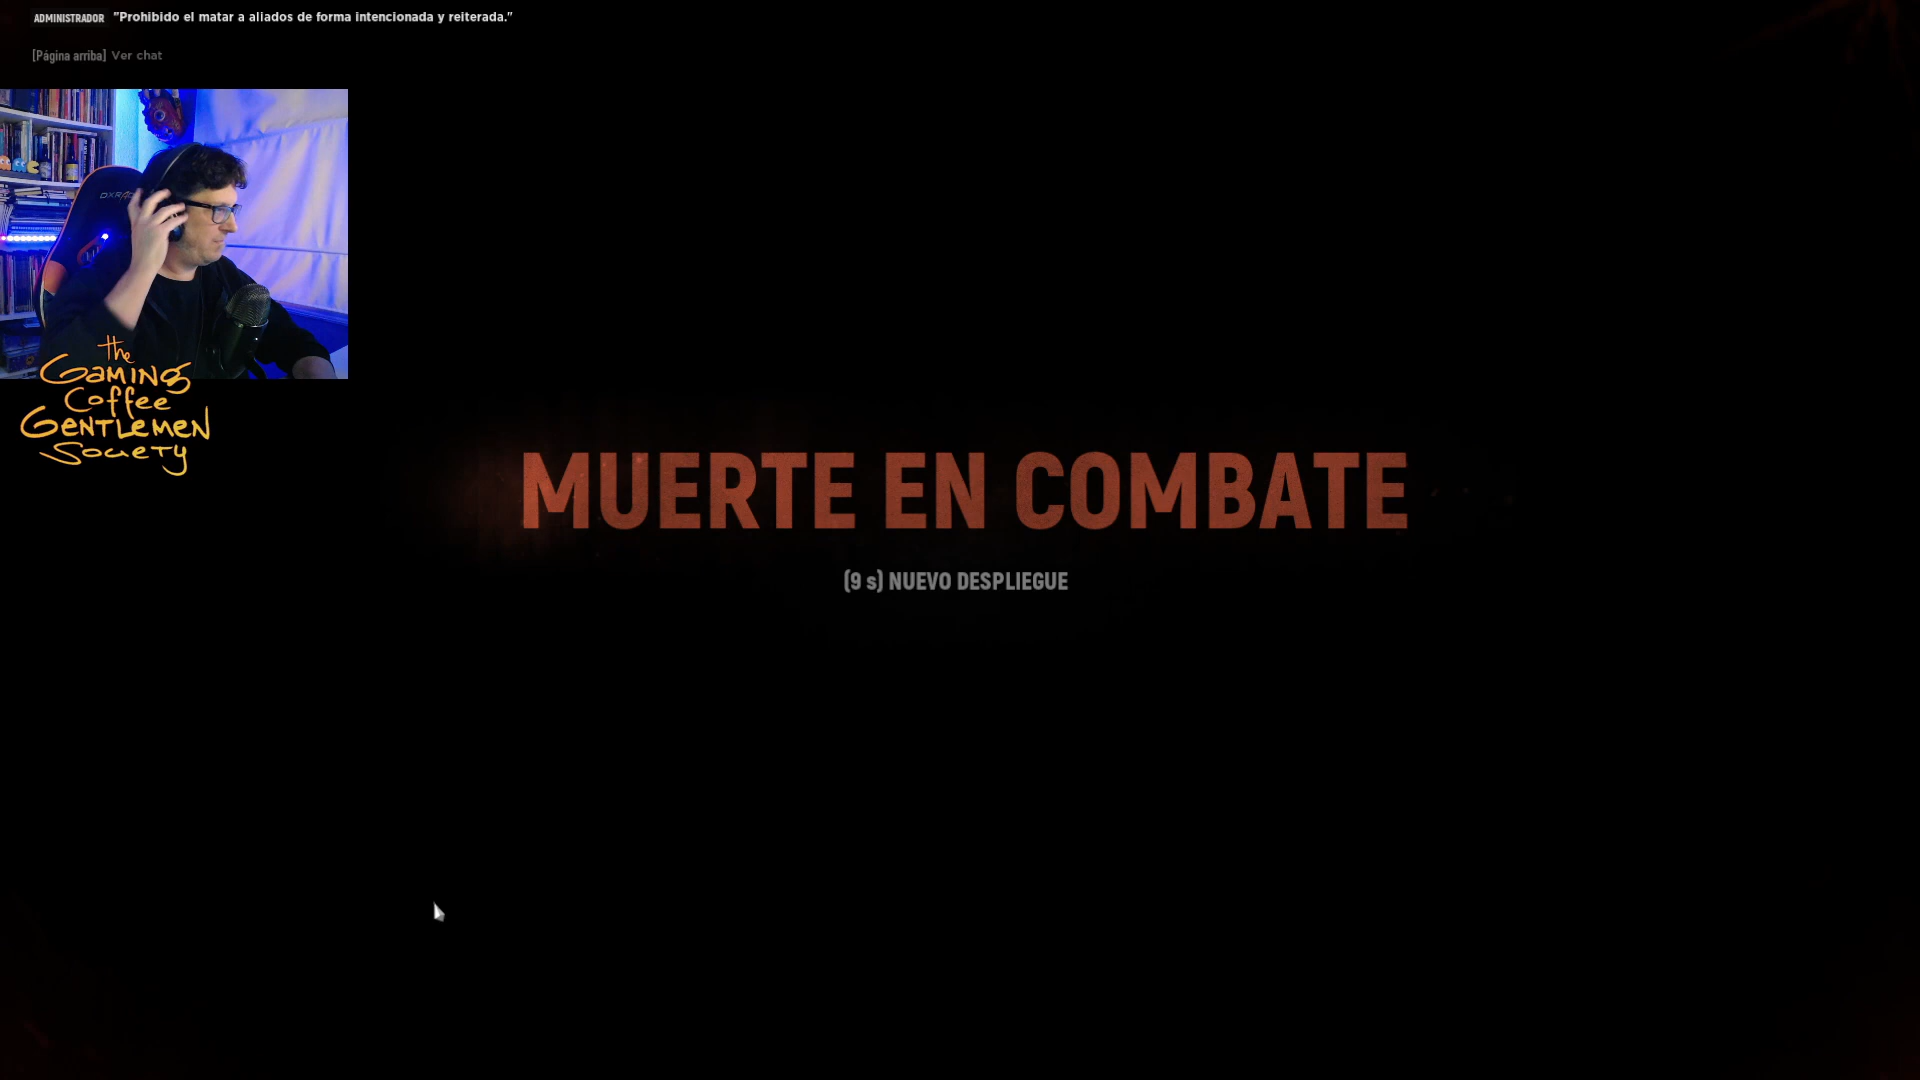 ADMINISTRADOR "Prohibido el matar a aliados de forma intencionada y reiterada."
[Página arriba] Ver chat
DXRACER
the
Gaming
Coffee
Gentlemen
Society
MUERTE EN COMBATE
(9 s) NUEVO DESPLIEGUE